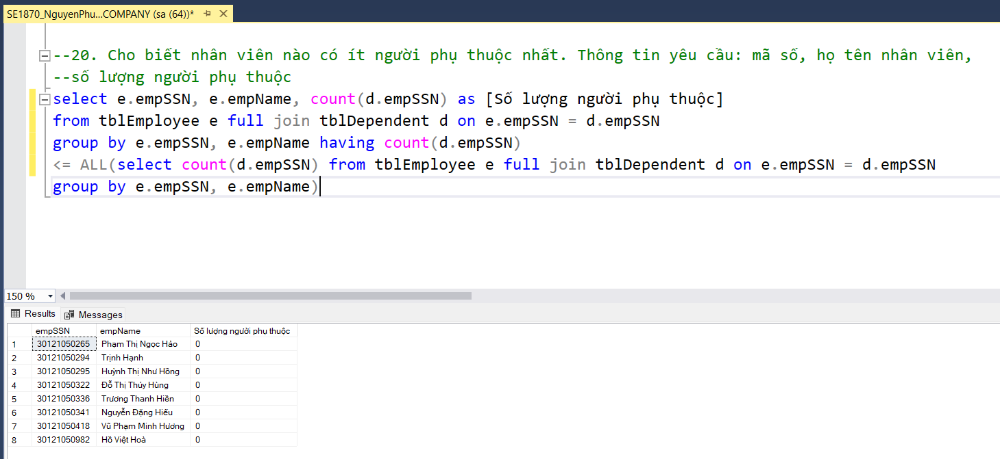 SE1870_NguyenPhu...COMPANY (sa (64))*
--20. Cho biết nhân viên nào có ít người phụ thuộc nhất. Thông tin yêu cầu: mã số, họ tên nhân viên,
--số lượng người phụ thuộc
select e.empSSN, e.empName, count(d.empSSN) as [Số lượng người phụ thuộc]
from tblEmployee e full join tblDependent d on e.empSSN = d.empSSN
group by e.empSSN, e.empName having count(d.empSSN)
<= ALL(select count(d.empSSN) from tblEmployee e full join tblDependent d on e.empSSN = d.empSSN
group by e.empSSN, e.empName)
150 %
Results Messages
empSSN empName Số lượng người phụ thuộc
1 30121050265 Phạm Thị Ngọc Hảo 0
2 30121050294 Trịnh Hạnh 0
3 30121050295 Huỳnh Thị Như Hồng 0
4 30121050322 Đỗ Thị Thúy Hùng 0
5 30121050336 Trương Thanh Hiền 0
6 30121050341 Nguyễn Đặng Hiếu 0
7 30121050418 Vũ Phạm Minh Hương 0
8 30121050982 Hồ Việt Hoà 0